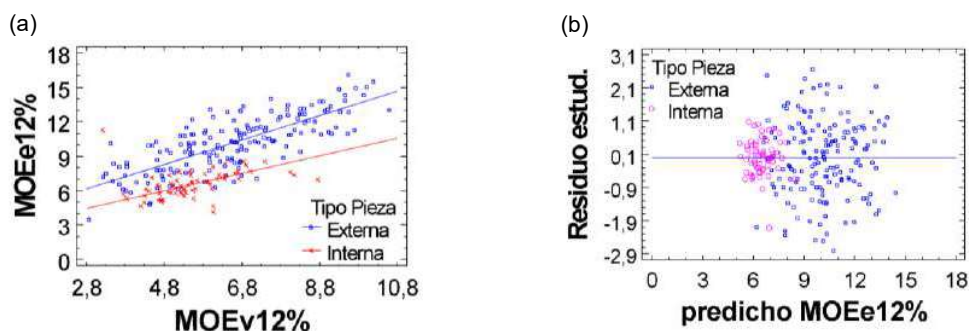 (a)
MOEe12%
18
15
12
9
6
3
0
Tipo Pieza
Externa
Interna
2,8 4,8 6,8 8,8 10,8
MOEv12%
(b)
Residuo estud.
3,1
2,1
1,1
0,1
-0,9
-1,9
-2,9
Tipo Pieza
Externa
Interna
0 3 6 9 12 15 18
predicho MOEe12%